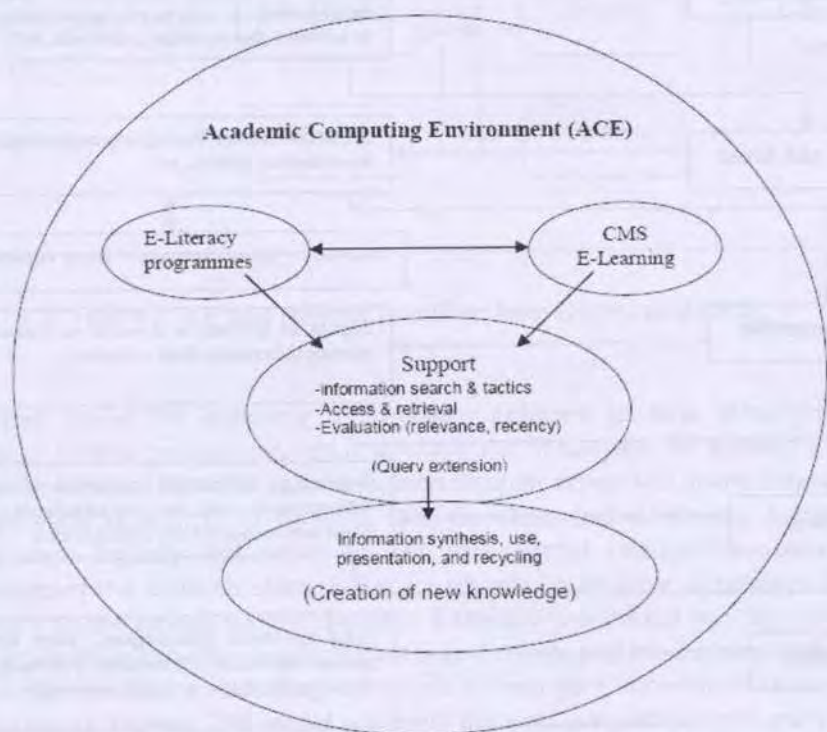 Academic Computing Environment (ACE)
E-Literacy
programmes
CMS
E-Learning
Support
-information search & tactics
-Access & retrieval
-Evaluation (relevance, recency)
(Query extension)
Information synthesis, use,
presentation, and recycling
(Creation of new knowledge)